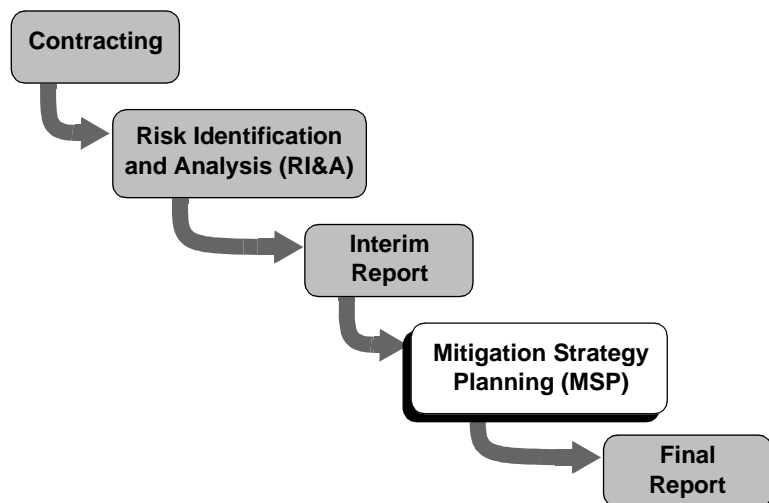 Contracting
Risk Identification
and Analysis (RI&A)
Interim
Report
Mitigation Strategy
Planning (MSP)
Final
Report